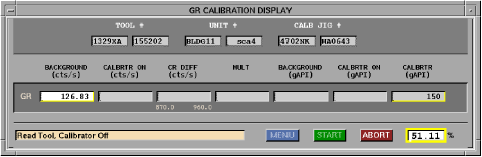 GR CALIBRATION DISPLAY
TOOL # UNIT # CALB JIG #
1329XA 155202 BLDG11 sca4 4702NK NA0643
BACKGROUND CALBRTR ON CR DIFF MULT BACKGROUND CALBRTR ON CALBRTR
(cts/s) (cts/s) (cts/s) (gAPI) (gAPI) (gAPI)
GR 126.83 150
870.0 960.0
Read Tool, Calibrator Off MENU START ABORT 51.11